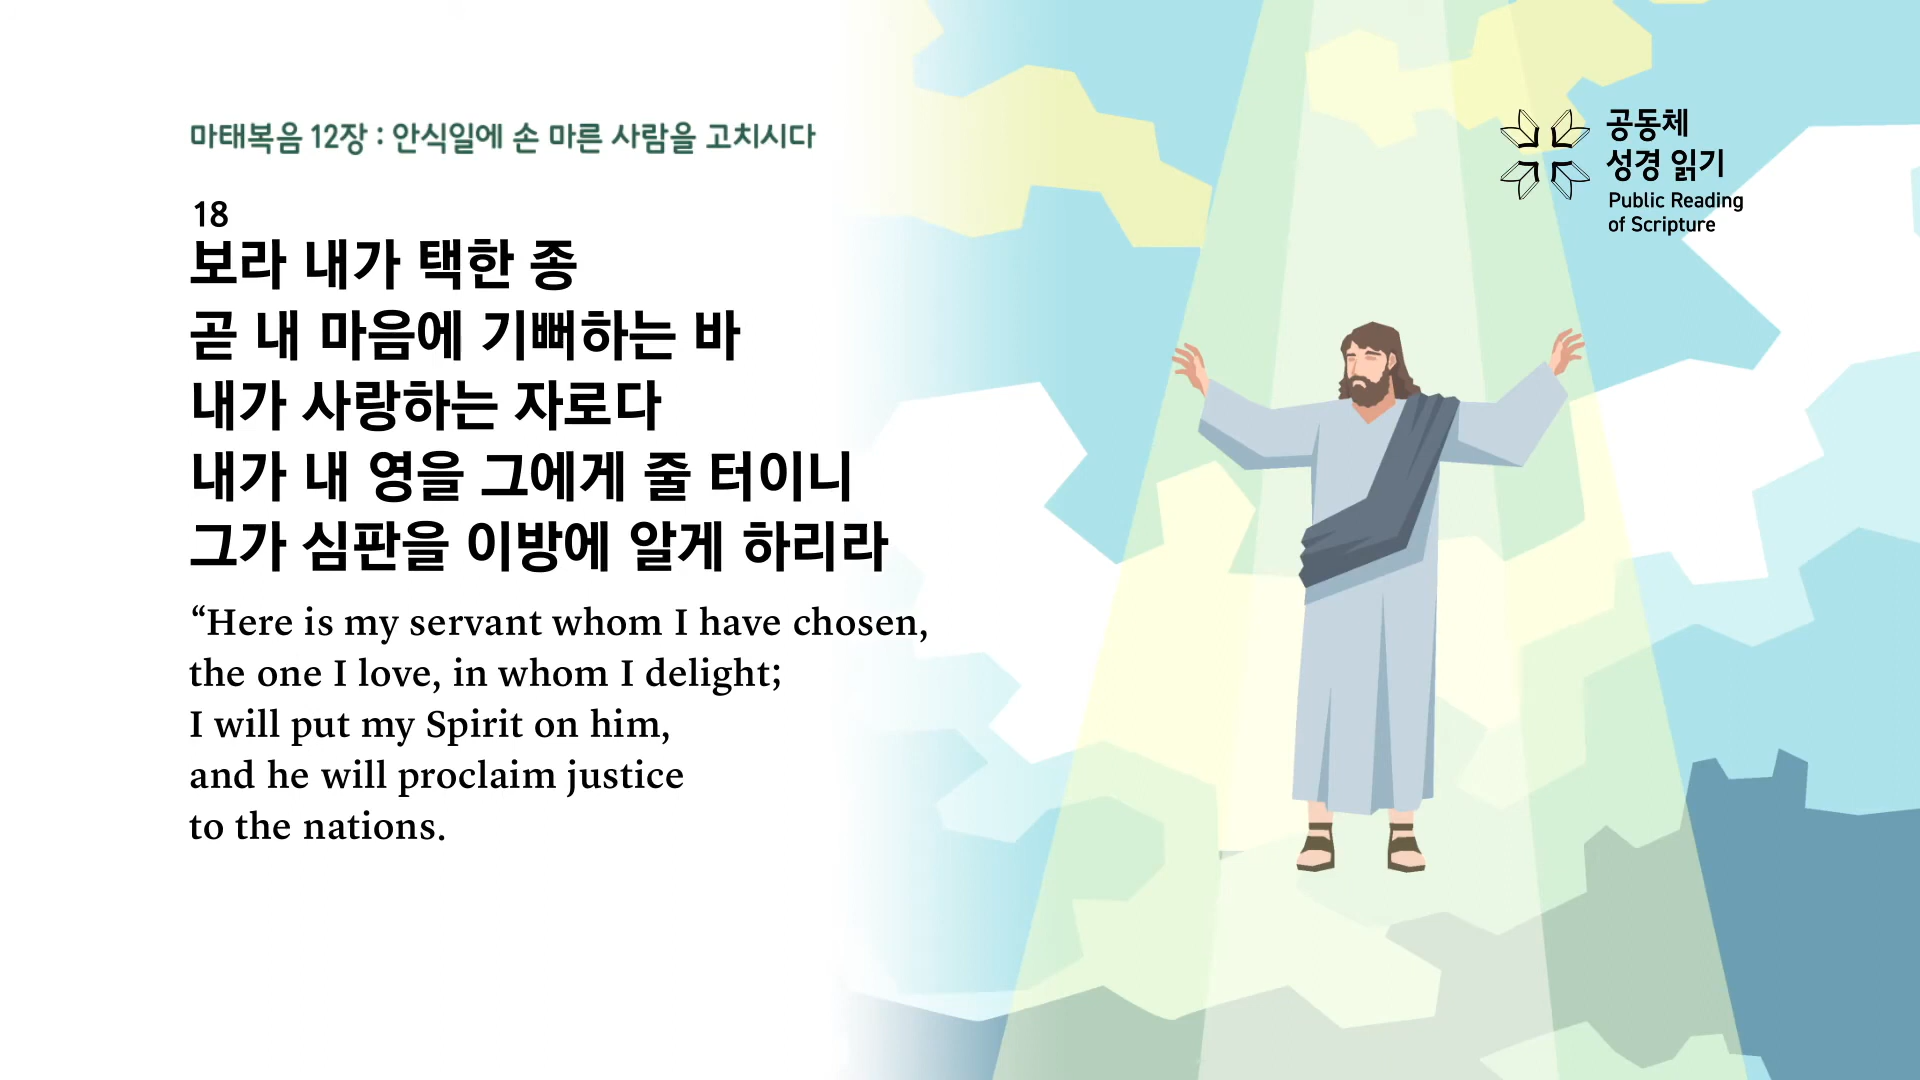 마태복음 12장 : 안식일에 손 마른 사람을 고치시다
18
보라 내가 택한 종
곧 내 마음에 기뻐하는 바
내가 사랑하는 자로다
내가 내 영을 그에게 줄 터이니
그가 심판을 이방에 알게 하리라
“Here is my servant whom I have chosen,
the one I love, in whom I delight;
I will put my Spirit on him,
and he will proclaim justice
to the nations.
공동체
성경 읽기
Public Reading
of Scripture